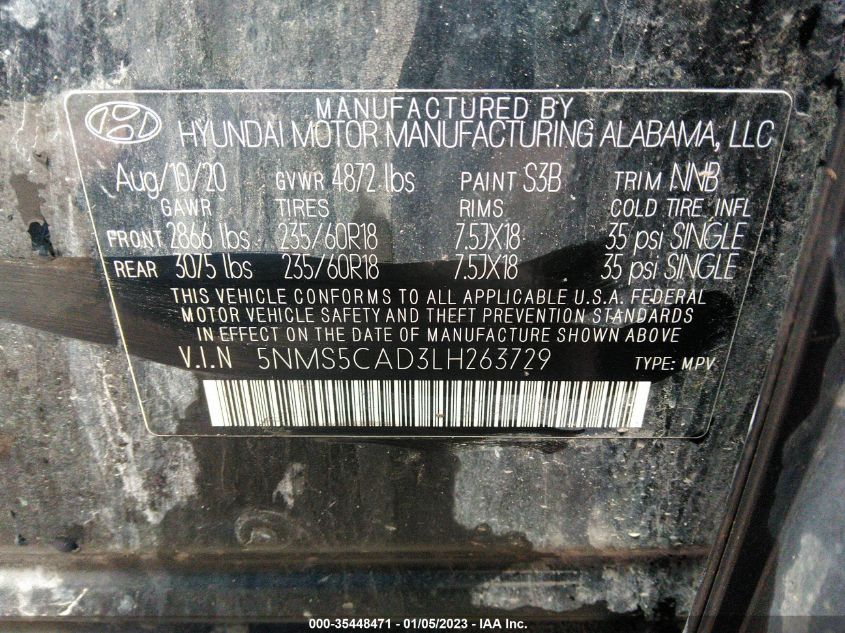 MANUFACTURED BY
HYUNDAI MOTOR MANUFACTURING ALABAMA, LLC
Aug/10/20 GVWR 4872 lbs PAINT S3B TRIM NNB
GAWR TIRES RIMS COLD TIRE INFL
FRONT 2866 lbs 235/60R18 7.5JX18 35 psi SINGLE
REAR 3075 lbs 235/60R18 7.5JX18 35 psi SINGLE
THIS VEHICLE CONFORMS TO ALL APPLICABLE U.S.A. FEDERAL
MOTOR VEHICLE SAFETY AND THEFT PREVENTION STANDARDS
IN EFFECT ON THE DATE OF MANUFACTURE SHOWN ABOVE
V.I.N 5NMS5CAD3LH263729 TYPE: MPV
000-35448471 - 01/05/2023 - IAA Inc.